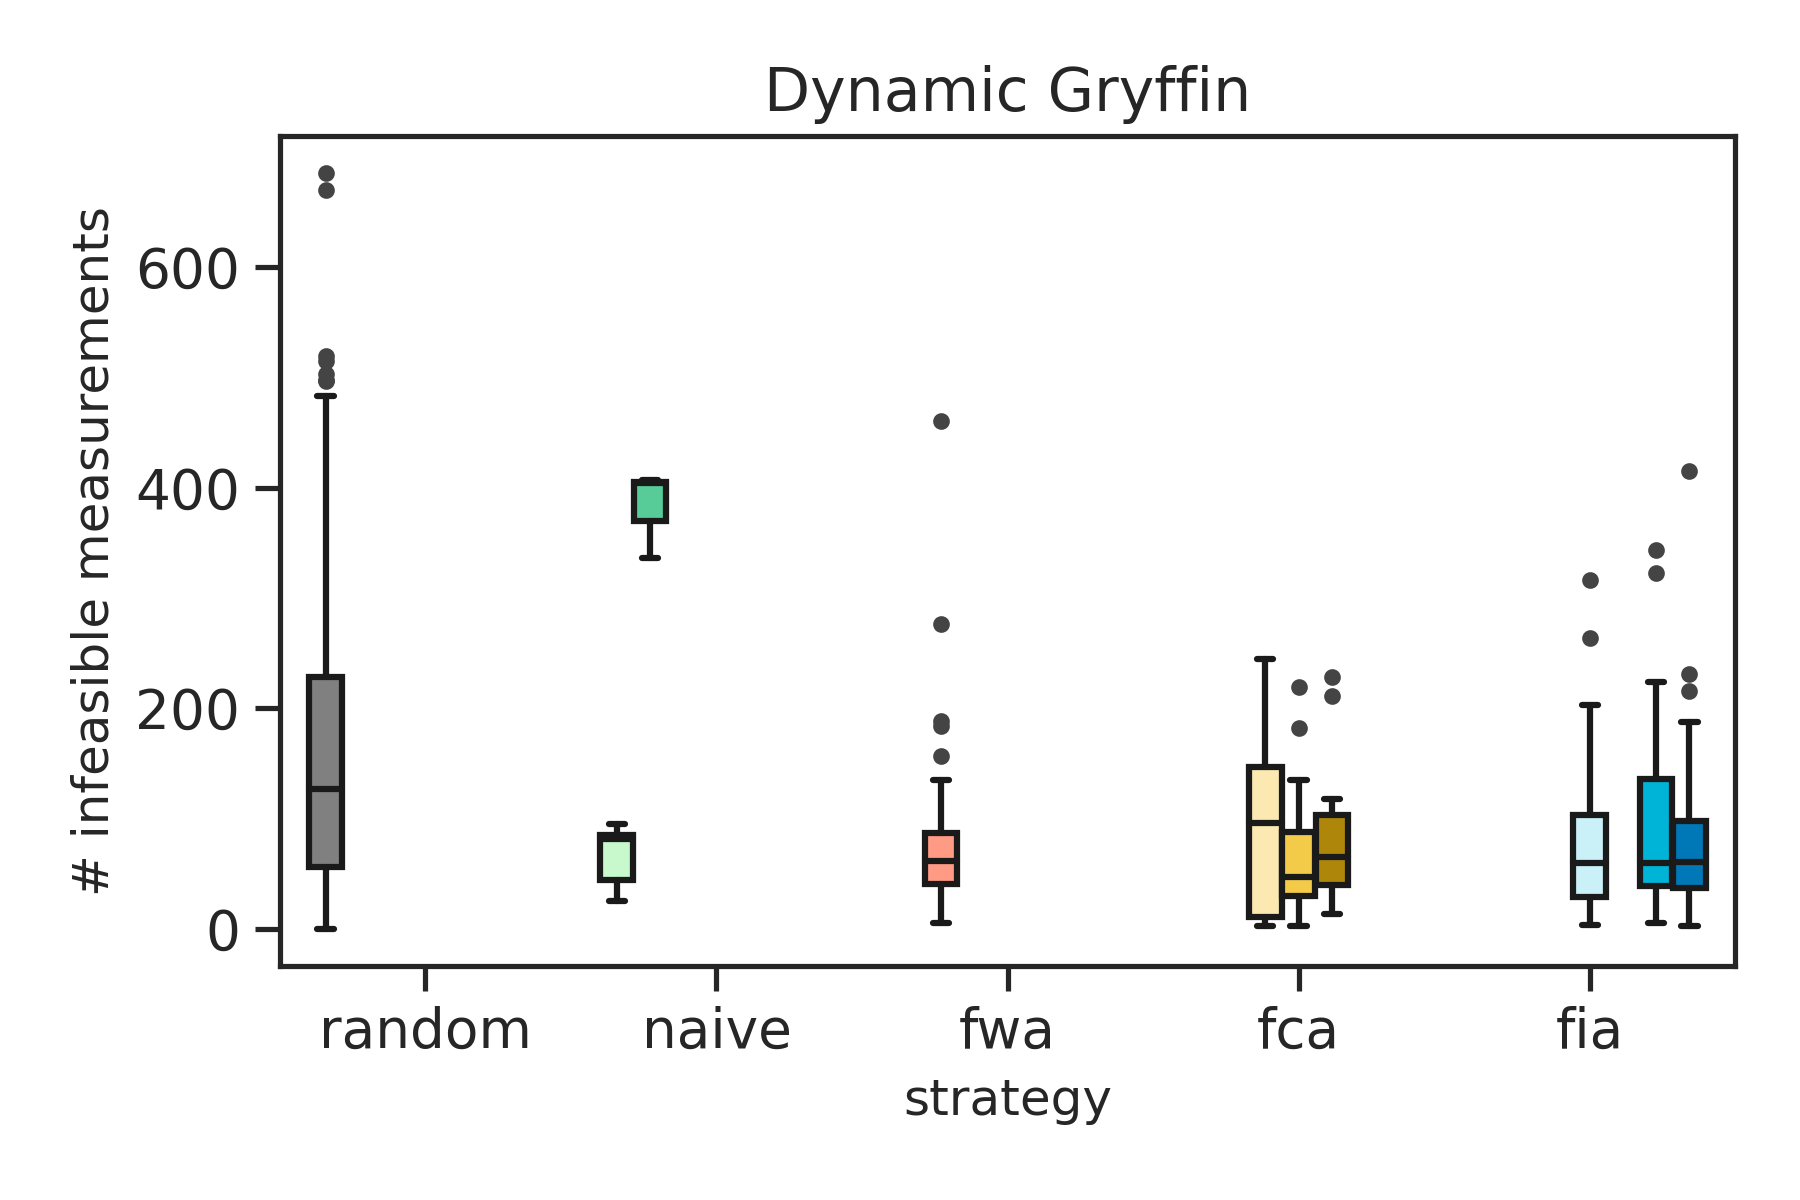 Dynamic Gryffin
# infeasible measurements
600
400
200
0
random naive fwa fca fia
strategy